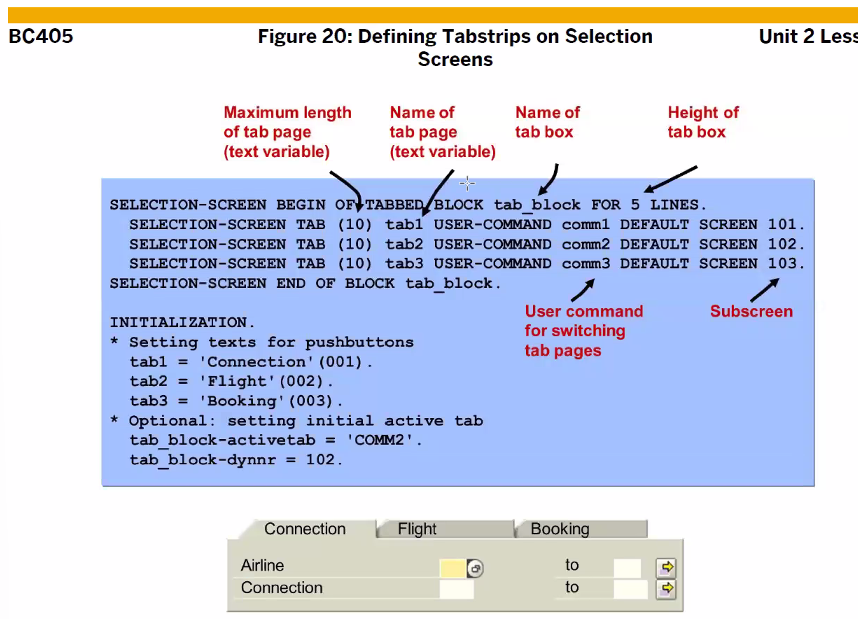 BC405
Figure 20: Defining Tabstrips on Selection
Screens
Unit 2 Less
Maximum length
of tab page
(text variable)
Name of
tab page
(text variable)
Name of
tab box
Height of
tab box
SELECTION-SCREEN BEGIN OF TABBED BLOCK tab_block FOR 5 LINES.
SELECTION-SCREEN TAB (10) tab1 USER-COMMAND comm1 DEFAULT SCREEN 101.
SELECTION-SCREEN TAB (10) tab2 USER-COMMAND comm2 DEFAULT SCREEN 102.
SELECTION-SCREEN TAB (10) tab3 USER-COMMAND comm3 DEFAULT SCREEN 103.
SELECTION-SCREEN END OF BLOCK tab_block.
User command
for switching
tab pages
Subscreen
INITIALIZATION.
* Setting texts for pushbuttons
tab1 = 'Connection'(001).
tab2 = 'Flight'(002).
tab3 = 'Booking'(003).
* Optional: setting initial active tab
tab_block-activetab = 'COMM2'.
tab_block-dynnr = 102.
Connection Flight Booking
Airline to
Connection to